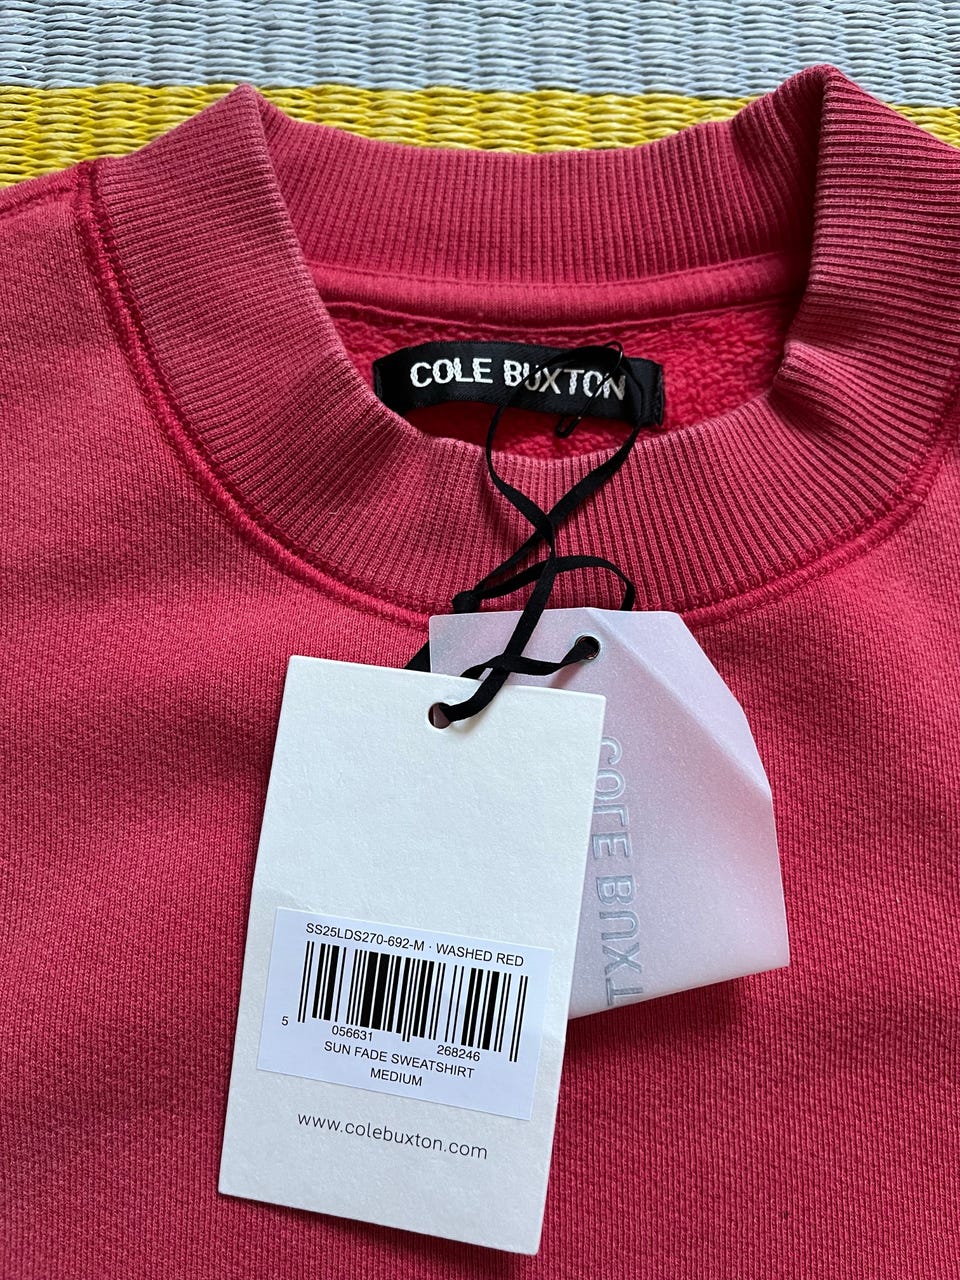 COLE BUXTON
COLE BUXT
SS25LDS270-692-M · WASHED RED
5 056631 268246
SUN FADE SWEATSHIRT
MEDIUM
www.colebuxton.com